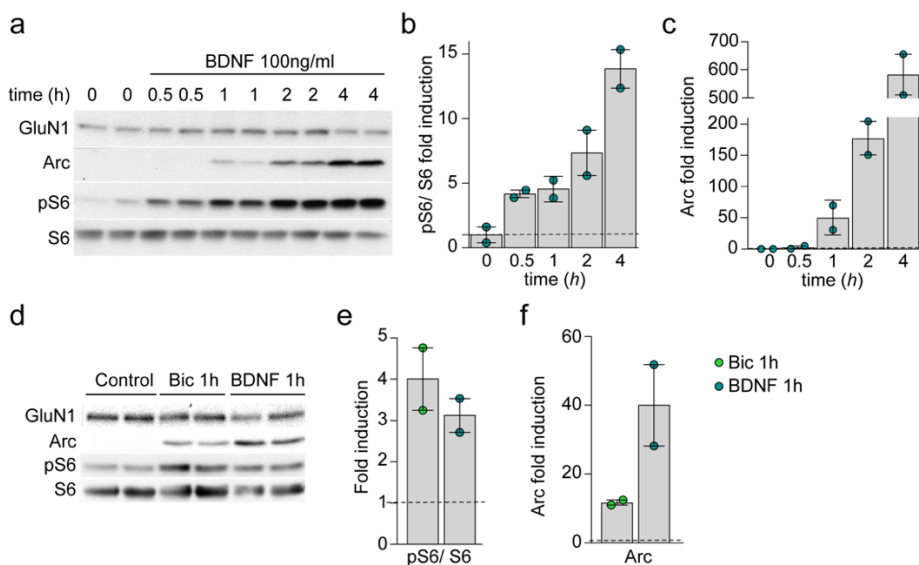 a
BDNF 100ng/ml
time (h) 0 0 0.5 0.5 1 1 2 2 4 4
GluN1
Arc
pS6
S6
b
pS6/ S6 fold induction
15
10
5
1
0
0 0.5 1 2 4
time (h)
c
Arc fold induction
700
600
500
200
150
100
50
0
0 0.5 1 2 4
time (h)
d
Control Bic 1h BDNF 1h
GluN1
Arc
pS6
S6
e
Fold induction
5
4
3
2
1
0
pS6/ S6
f
Arc fold induction
60
40
20
0
Arc
Bic 1h
BDNF 1h